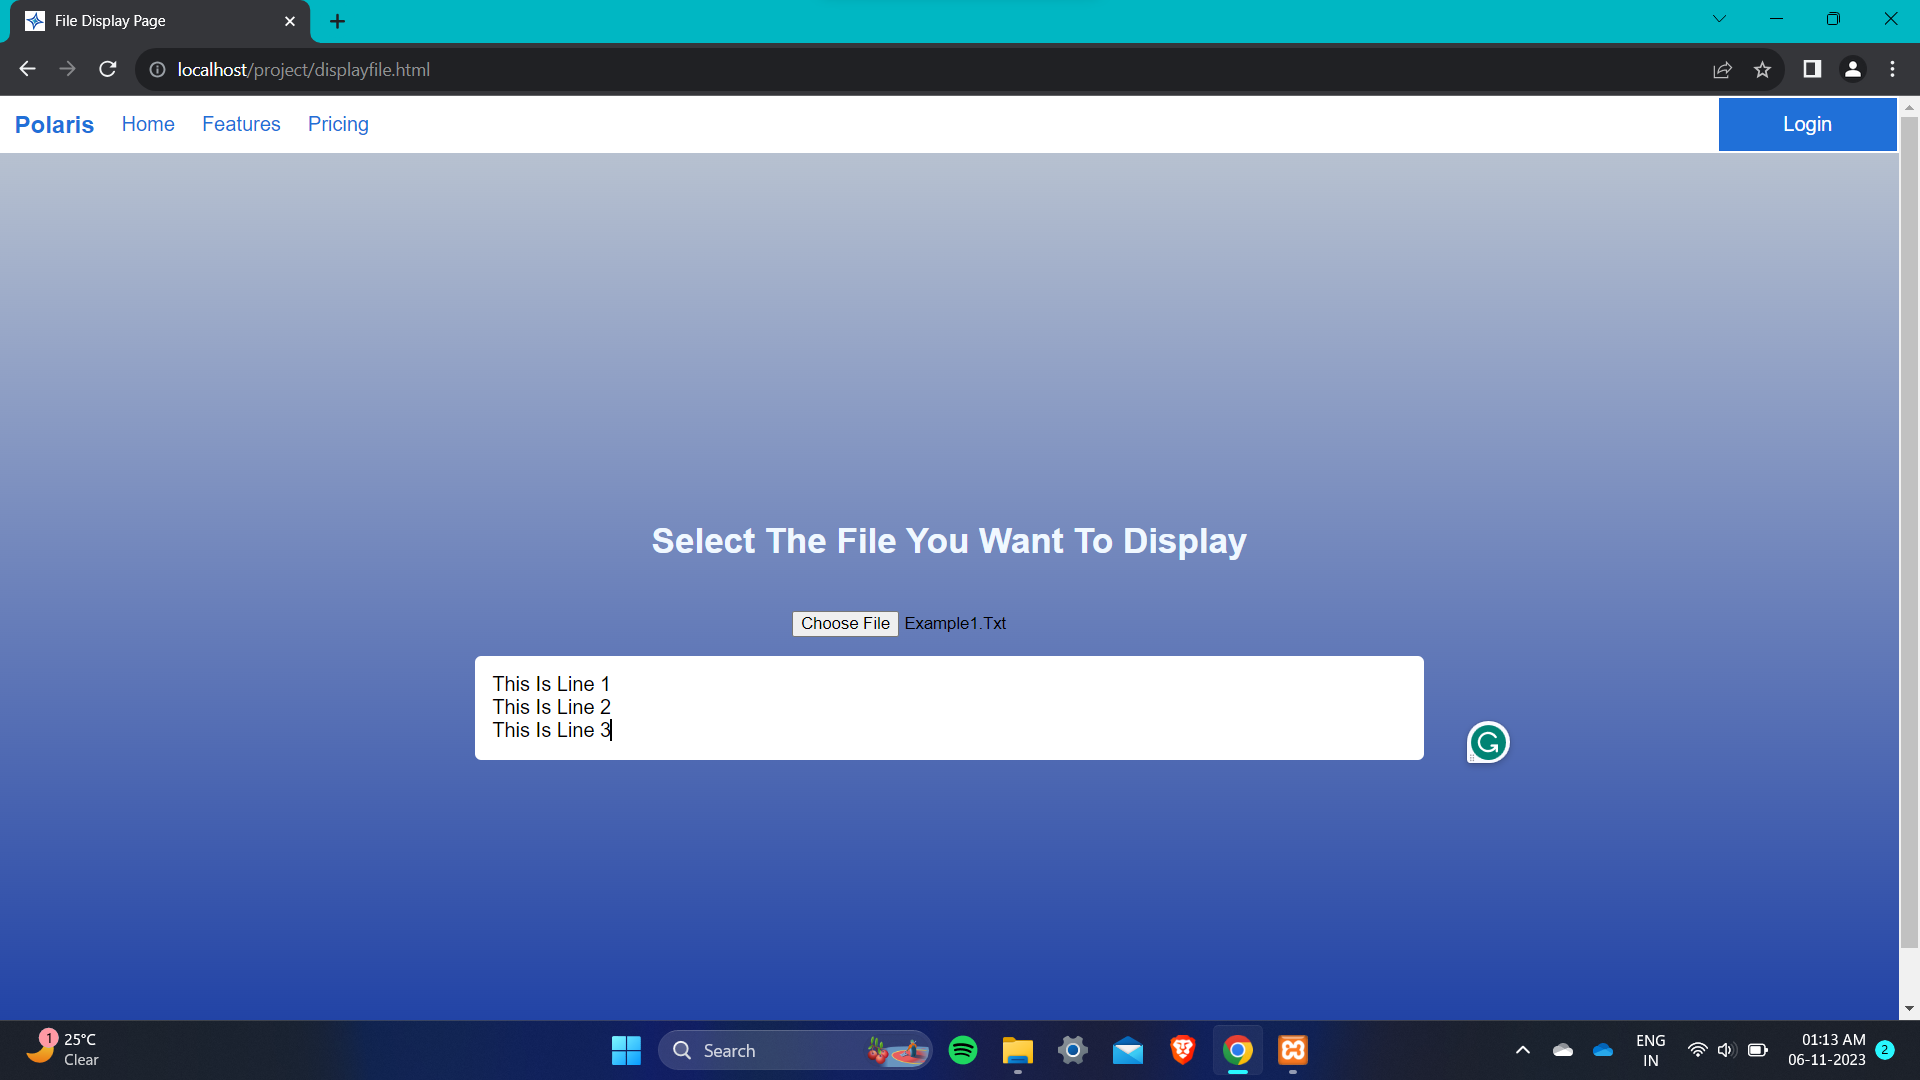 File Display Page
localhost/project/displayfile.html
Polaris Home Features Pricing Login
Select The File You Want To Display
Choose File Example1.Txt
This Is Line 1
This Is Line 2
This Is Line 3
1 25°C
Clear
Search
ENG
IN
01:13 AM
06-11-2023
2